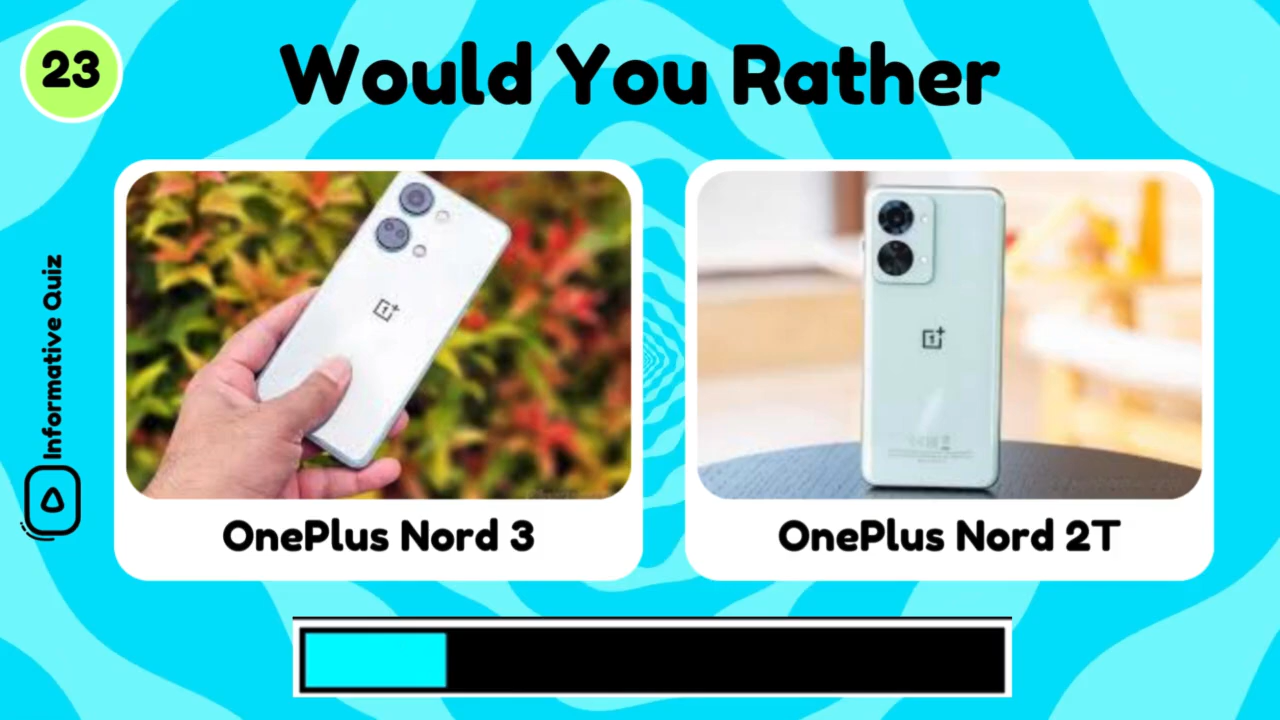 23
Would You Rather
Informative Quiz
OnePlus Nord 3
OnePlus Nord 2T